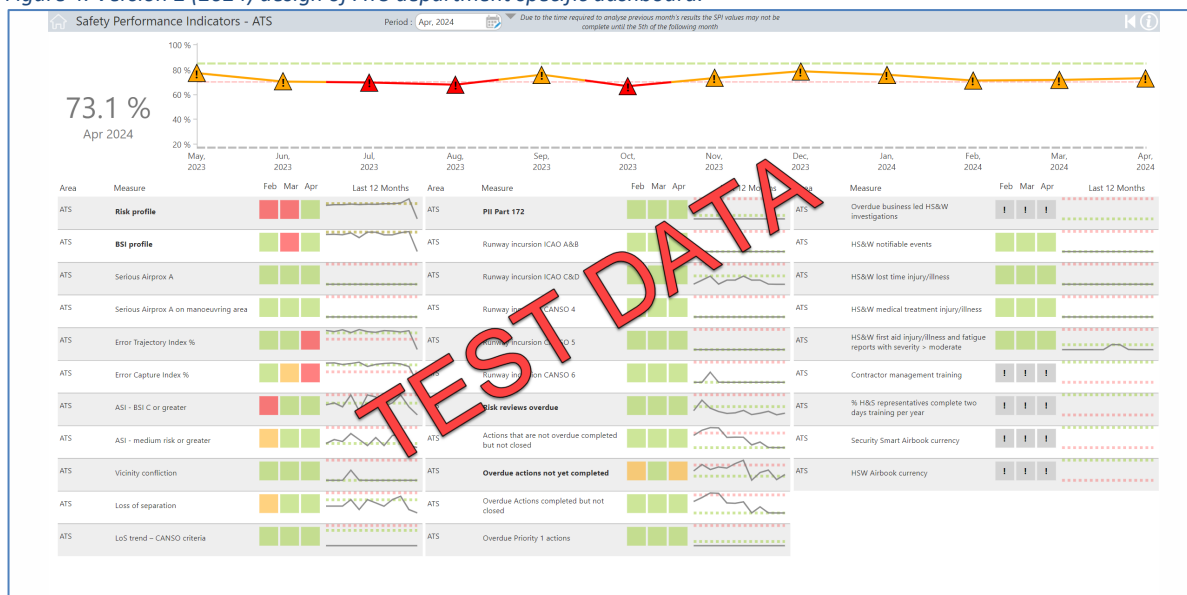 Figure 4: Version 2 (2024) design of ATS department specific dashboard.
Safety Performance Indicators - ATS
Period : Apr, 2024
Due to the time required to analyse previous month's results the SPI values may not be
complete until the 5th of the following month
100 %
80 %
60 %
40 %
20 %
73.1 %
Apr 2024
May, 2023
Jun, 2023
Jul, 2023
Aug, 2023
Sep, 2023
Oct, 2023
Nov, 2023
Dec, 2023
Jan, 2024
Feb, 2024
Mar, 2024
Apr, 2024
Area Measure Feb Mar Apr Last 12 Months
ATS Risk profile
ATS BSI profile
ATS Serious Airprox A
ATS Serious Airprox A on manoeuvring area
ATS Error Trajectory Index %
ATS Error Capture Index %
ATS ASI - BSI C or greater
ATS ASI - medium risk or greater
ATS Vicinity confliction
ATS Loss of separation
ATS LoS trend – CANSO criteria
Area Measure Feb Mar Apr Months
ATS PII Part 172
ATS Runway incursion ICAO A&B
ATS Runway incursion ICAO C&D
ATS Runway CANSO 4
ATS Runway CANSO 5
ATS Runway CANSO 6
ATS Risk reviews overdue
ATS Actions that are not overdue completed
but not closed
ATS Overdue actions not yet completed
ATS Overdue Actions completed but not
closed
ATS Overdue Priority 1 actions
Measure Feb Mar Apr Last 12 Months
ATS Overdue business led HS&W
investigations
! ! !
ATS HS&W notifiable events
ATS HS&W lost time injury/illness
ATS HS&W medical treatment injury/illness
ATS HS&W first aid injury/illness and fatigue
reports with severity > moderate
ATS Contractor management training
! ! !
ATS % H&S representatives complete two
days training per year
! ! !
ATS Security Smart Airbook currency
! ! !
ATS HSW Airbook currency
! ! !
TEST DATA